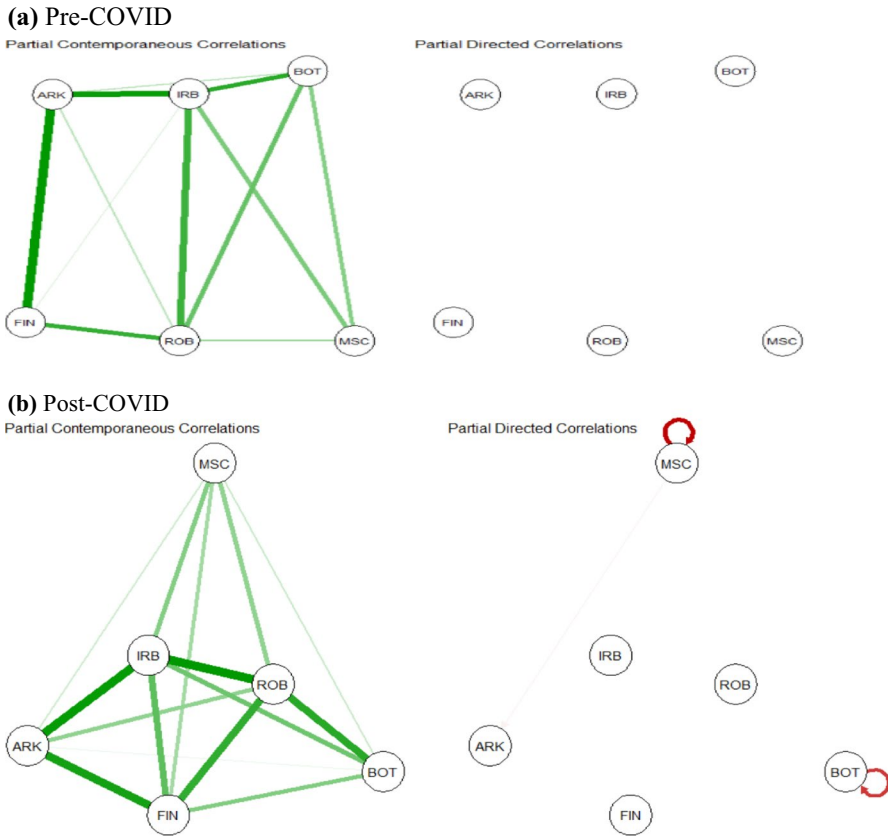 (a) Pre-COVID
Partial Contemporaneous Correlations
Partial Directed Correlations
BOT
ARK
IRB
FIN
ROB
MSC
BOT
ARK
IRB
FIN
ROB
MSC
(b) Post-COVID
Partial Contemporaneous Correlations
Partial Directed Correlations
MSC
IRB
ROB
ARK
BOT
FIN
MSC
IRB
ROB
ARK
BOT
FIN